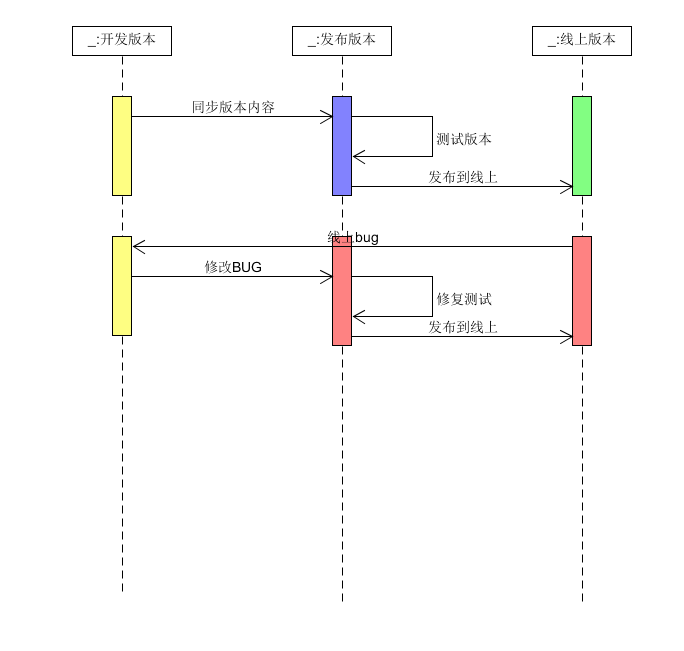 _:开发版本
_:发布版本
_:线上版本
同步版本内容
测试版本
发布到线上
线上bug
修改BUG
修复测试
发布到线上